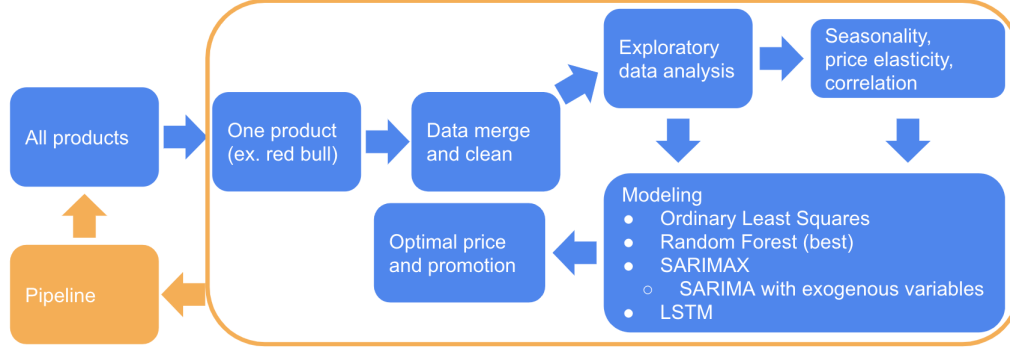 All products
One product
(ex. red bull)
Data merge
and clean
Exploratory
data analysis
Seasonality,
price elasticity,
correlation
Modeling
● Ordinary Least Squares
● Random Forest (best)
● SARIMAX
○ SARIMA with exogenous variables
● LSTM
Optimal price
and promotion
Pipeline